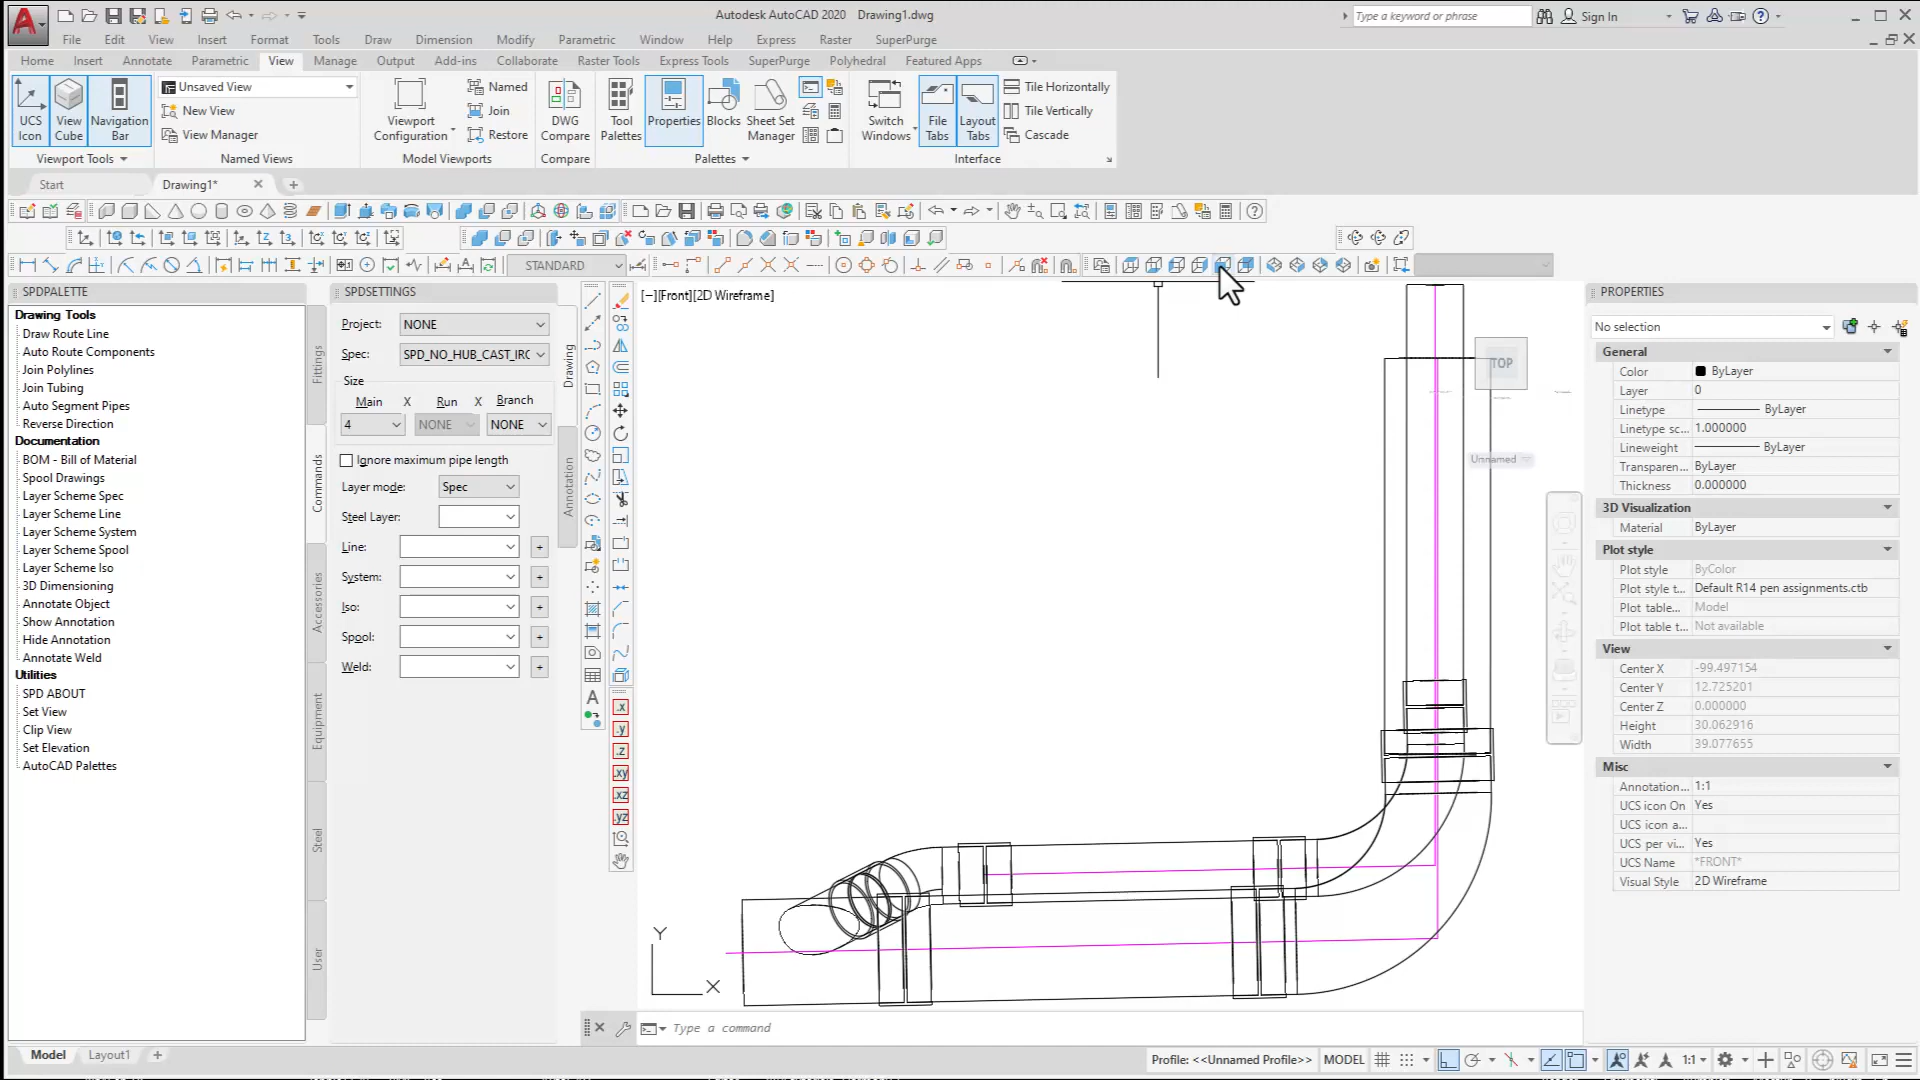 Autodesk AutoCAD 2020 Drawing1.dwg
Type a keyword or phrase
Sign In
File Edit View Insert Format Tools Draw Dimension Modify Parametric Window Help Express Raster SuperPurge
Home Insert Annotate Parametric View Manage Output Add-ins Collaborate Raster Tools Express Tools SuperPurge Polyhedral Featured Apps
UCS Icon
View Cube
Navigation Bar
Viewport Tools
Unsaved View
New View
View Manager
Named Views
Viewport Configuration
Named
Join
Restore
Model Viewports
DWG Compare
Compare
Tool Palettes
Properties
Blocks
Sheet Set Manager
Palettes
Switch Windows
File Tabs
Layout Tabs
Tile Horizontally
Tile Vertically
Cascade
Interface
Start
Drawing1*
STANDARD
SPDPALETTE
Drawing Tools
Draw Route Line
Auto Route Components
Join Polylines
Join Tubing
Auto Segment Pipes
Reverse Direction
Documentation
BOM - Bill of Material
Spool Drawings
Layer Scheme Spec
Layer Scheme Line
Layer Scheme System
Layer Scheme Spool
Layer Scheme Iso
3D Dimensioning
Annotate Object
Show Annotation
Hide Annotation
Annotate Weld
Utilities
SPD ABOUT
Set View
Clip View
Set Elevation
AutoCAD Palettes
Fittings
Commands
Accessories
Equipment
Steel
User
SPDSETTINGS
Project: NONE
Spec: SPD_NO_HUB_CAST_IRC
Size
Main X Run X Branch
4 NONE NONE
Ignore maximum pipe length
Layer mode: Spec
Steel Layer:
Line: +
System: +
Iso: +
Spool: +
Weld: +
Drawing
Annotation
.x
.y
.z
.xy
.xz
.yz
[−][Front][2D Wireframe]
TOP
Unnamed
Y
X
Type a command
PROPERTIES
No selection
General
Color ByLayer
Layer 0
Linetype ByLayer
Linetype sc... 1.000000
Lineweight ByLayer
Transparen... ByLayer
Thickness 0.000000
3D Visualization
Material ByLayer
Plot style
Plot style ByColor
Plot style t... Default R14 pen assignments.ctb
Plot table... Model
Plot table t... Not available
View
Center X -99.497154
Center Y 12.725201
Center Z 0.000000
Height 30.062916
Width 39.077655
Misc
Annotation... 1:1
UCS icon On Yes
UCS icon a...
UCS per vi... Yes
UCS Name *FRONT*
Visual Style 2D Wireframe
Model Layout1 +
Profile: <<Unnamed Profile>> MODEL 1:1